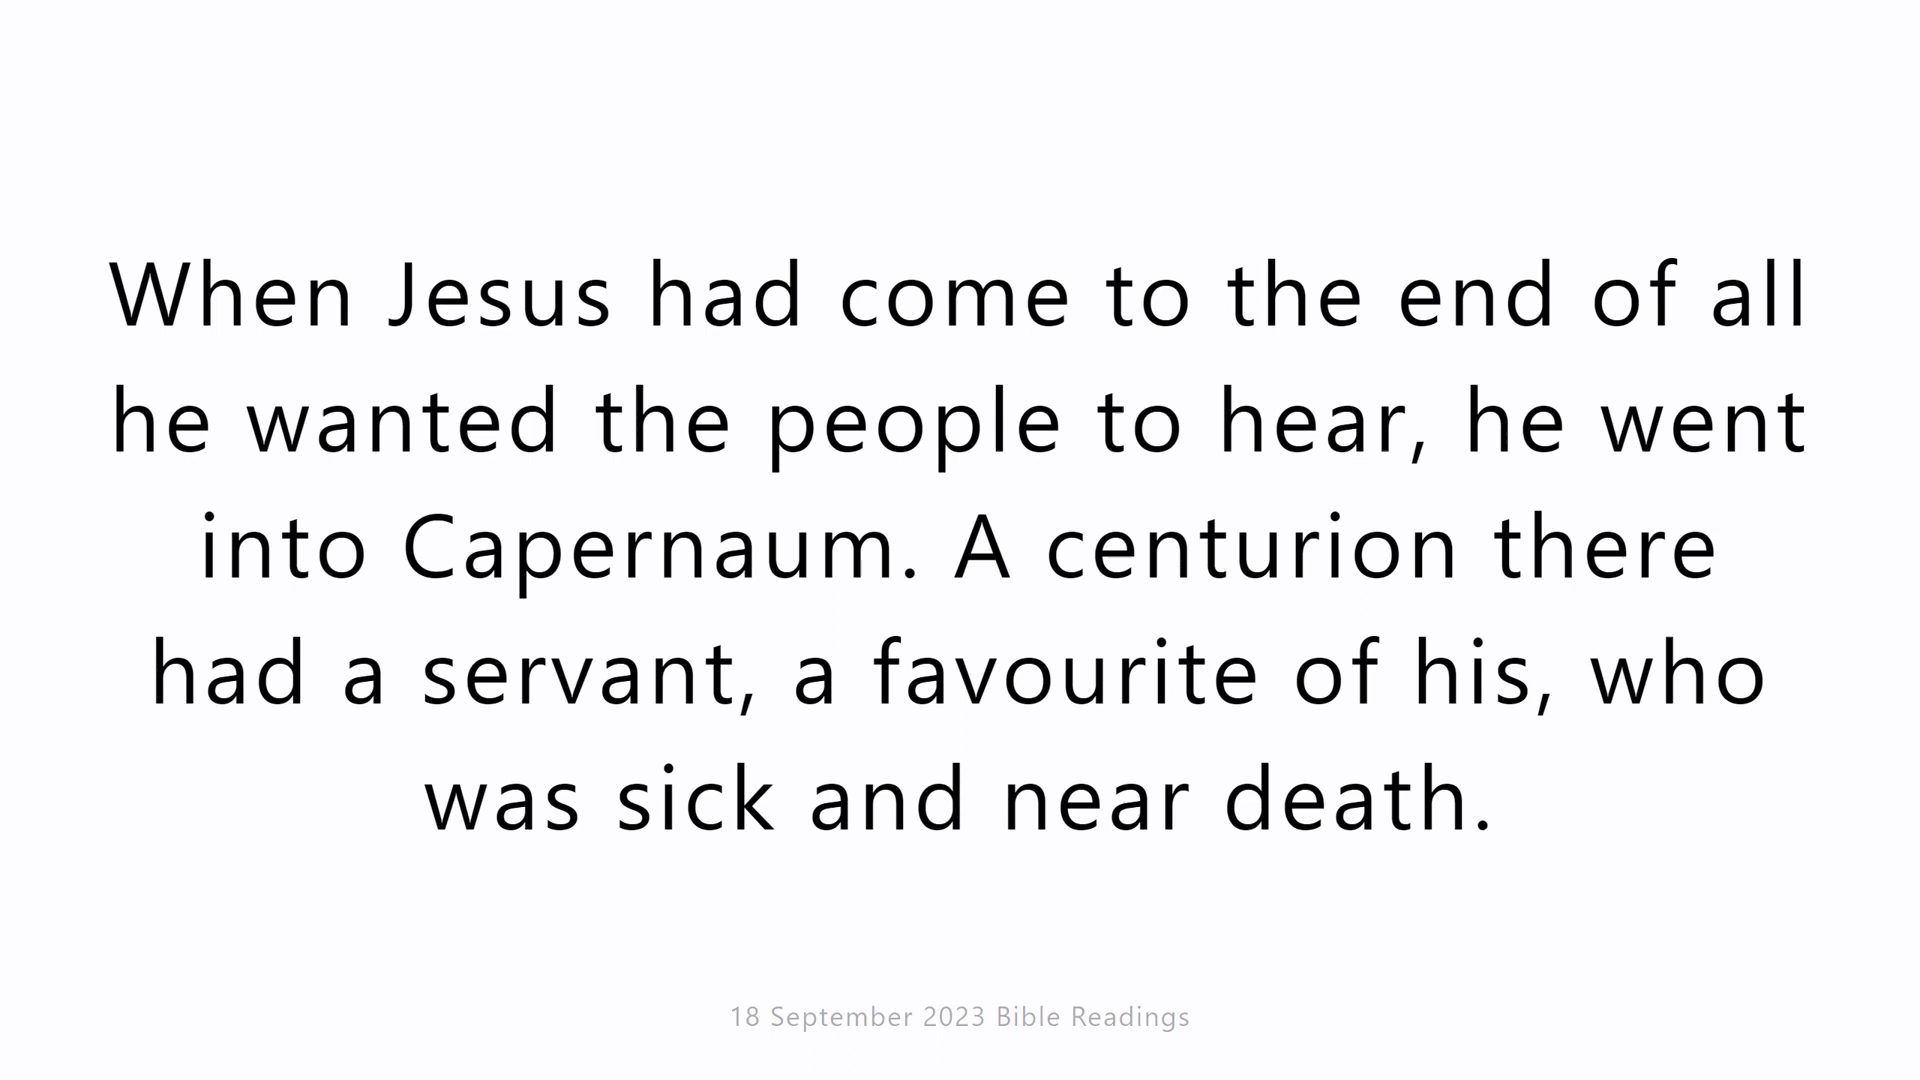 When Jesus had come to the end of all
he wanted the people to hear, he went
into Capernaum. A centurion there
had a servant, a favourite of his, who
was sick and near death.
18 September 2023 Bible Readings